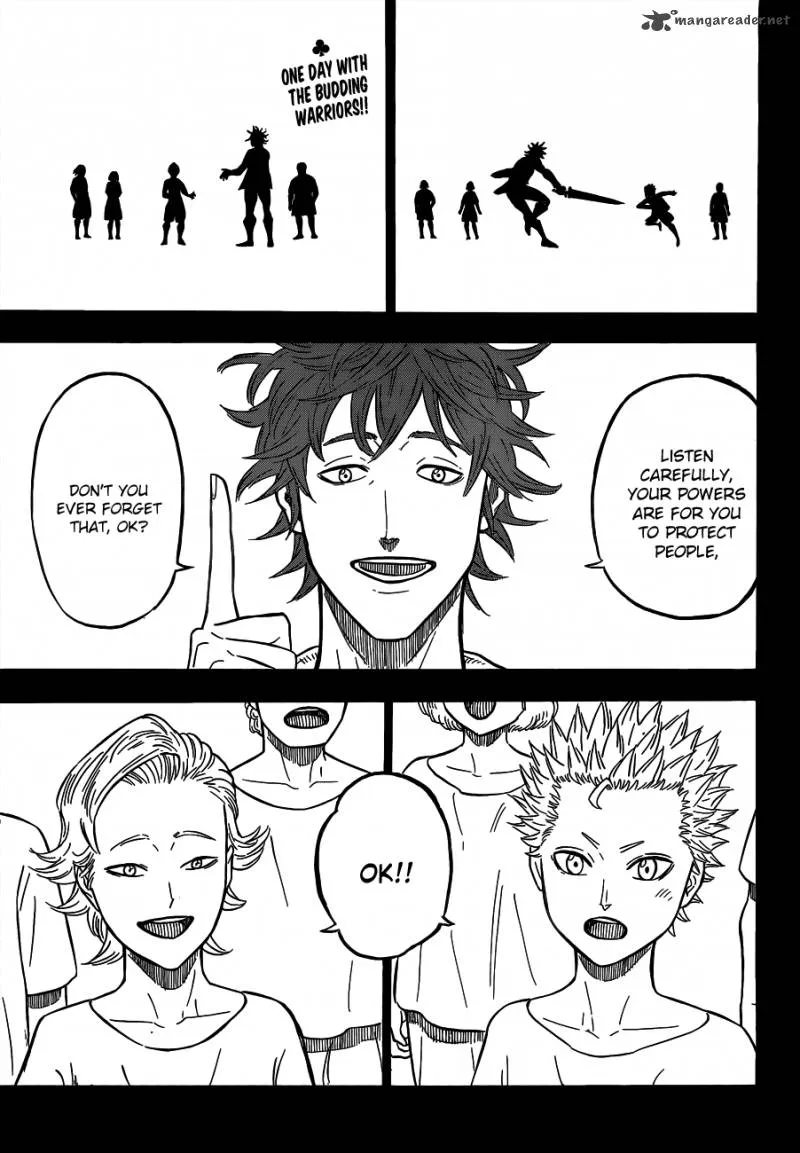 mangareader.net
ONE DAY WITH
THE BUDDING
WARRIORS!!
LISTEN
CAREFULLY,
YOUR POWERS
ARE FOR YOU
TO PROTECT
PEOPLE,
DON'T YOU
EVER FORGET
THAT, OK?
OK!!